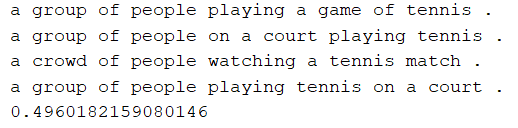 a group of people playing a game of tennis .
a group of people on a court playing tennis .
a crowd of people watching a tennis match .
a group of people playing tennis on a court .
0.4960182159080146